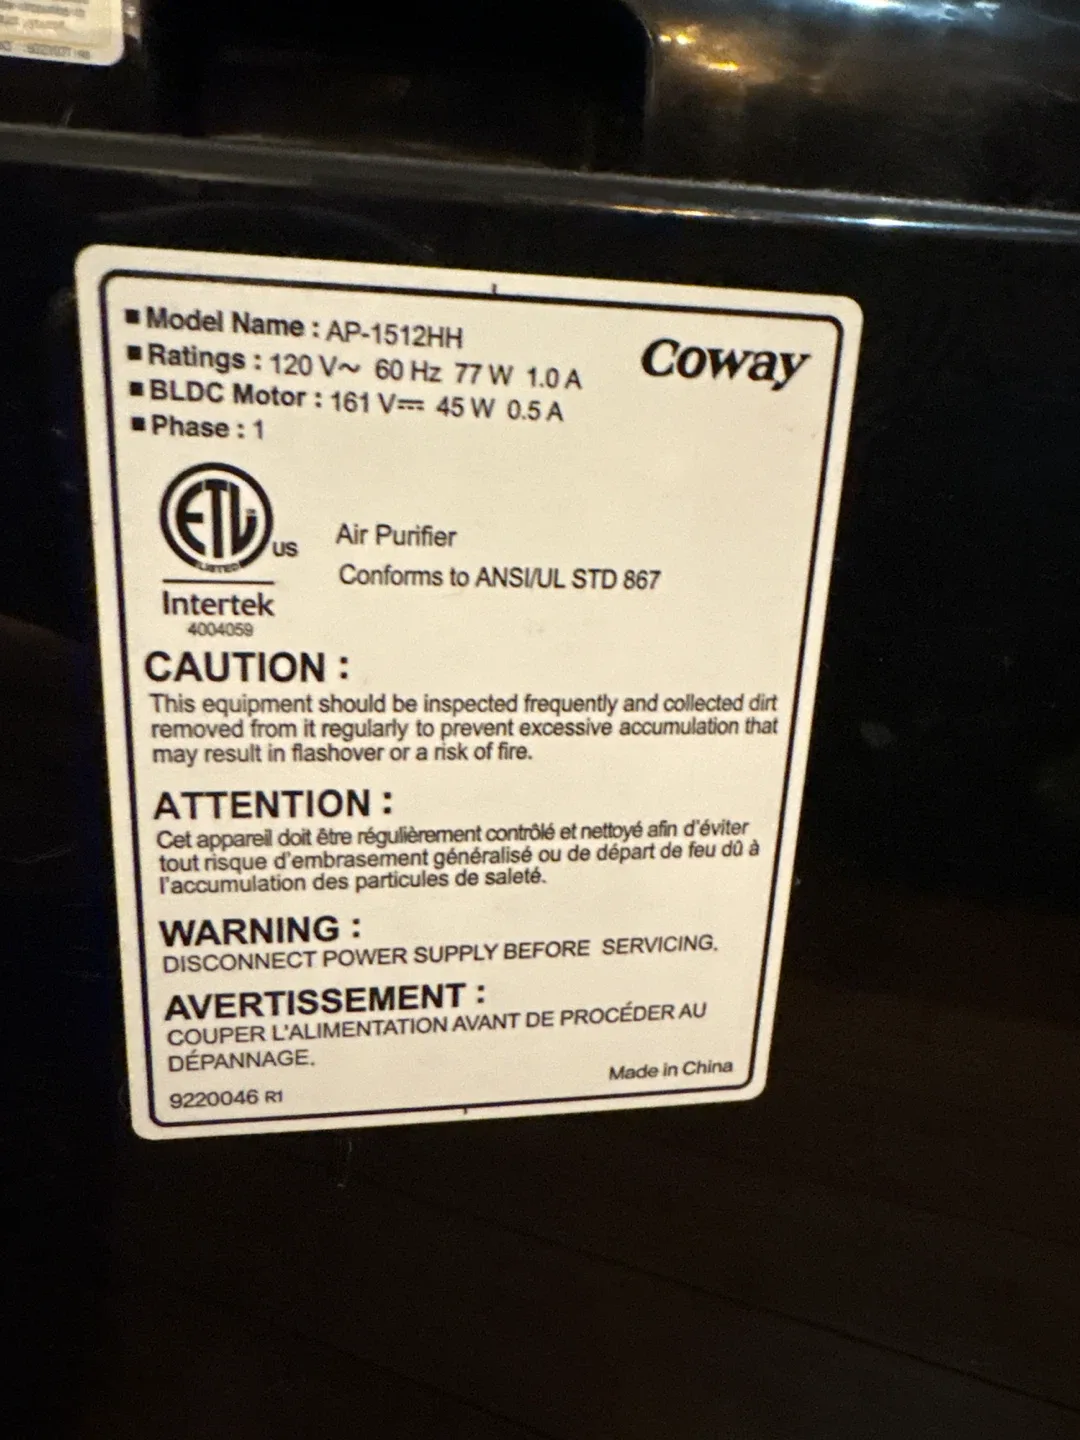 ■ Model Name : AP-1512HH
Coway
■ Ratings : 120 V~ 60 Hz 77 W 1.0 A
■ BLDC Motor : 161 V⎓ 45 W 0.5 A
■ Phase : 1
ETL
LISTED
US
Intertek
4004059
Air Purifier
Conforms to ANSI/UL STD 867
CAUTION :
This equipment should be inspected frequently and collected dirt
removed from it regularly to prevent excessive accumulation that
may result in flashover or a risk of fire.
ATTENTION :
Cet appareil doit être régulièrement contrôlé et nettoyé afin d'éviter
tout risque d'embrasement généralisé ou de départ de feu dû à
l'accumulation des particules de saleté.
WARNING :
DISCONNECT POWER SUPPLY BEFORE SERVICING.
AVERTISSEMENT :
COUPER L'ALIMENTATION AVANT DE PROCÉDER AU
DÉPANNAGE.
Made in China
9220046 R1